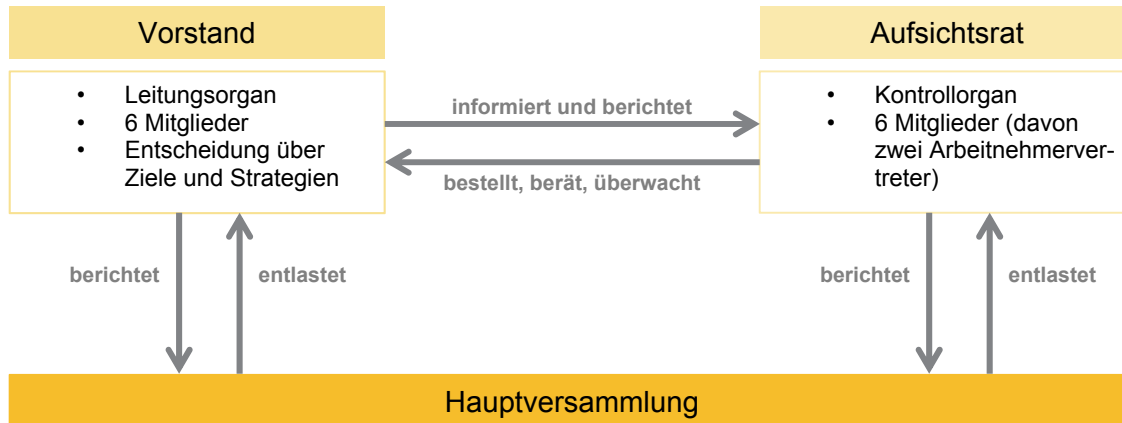 Vorstand
• Leitungsorgan
• 6 Mitglieder
• Entscheidung über
Ziele und Strategien
informiert und berichtet
bestellt, berät, überwacht
Aufsichtsrat
• Kontrollorgan
• 6 Mitglieder (davon
zwei Arbeitnehmerver-
treter)
berichtet
entlastet
berichtet
entlastet
Hauptversammlung